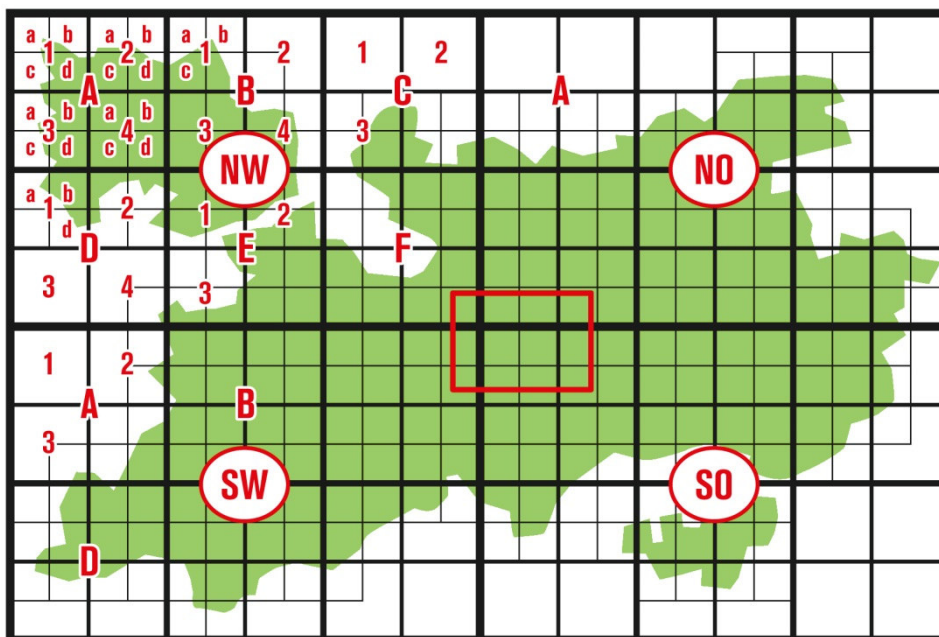 a b a b a b
1 2 1 2 1 2
c d c d c
A B C A
a b a b
3 4 3 4 3
c d c d
NW NO
a b
1 2 1 2
d
D E F
3 4 3
1 2
A B
3
SW SO
D